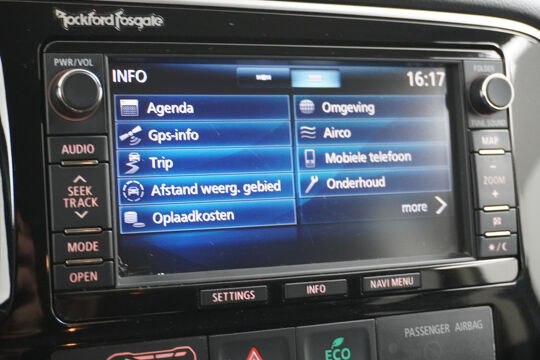 Rockford Fosgate
PWR/VOL
FOLDER
INFO
16:17
TUNE SOUND
Agenda
Omgeving
AUDIO
MAP
Gps-info
Airco
SEEK
TRACK
Trip
Mobiele telefoon
ZOOM
Afstand weerg. gebied
Onderhoud
Oplaadkosten
more
MODE
OPEN
SETTINGS
INFO
NAVI MENU
ECO
PASSENGER AIRBAG